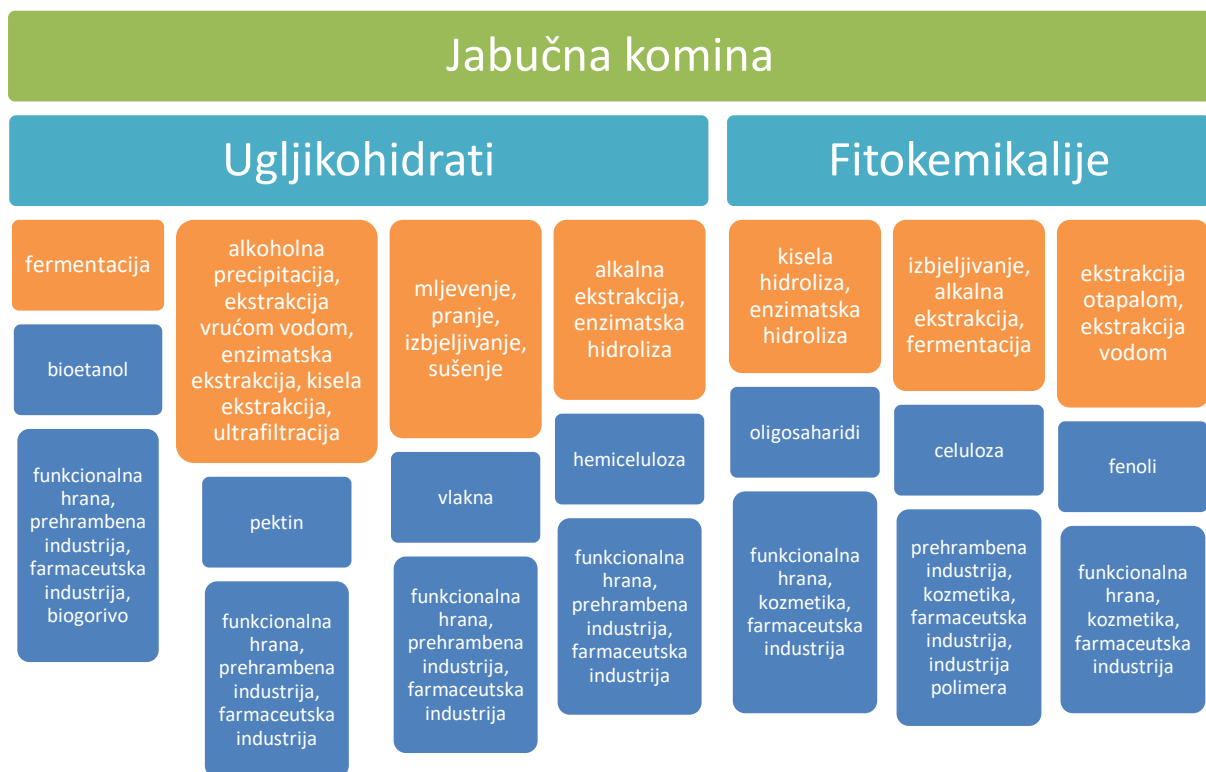 Jabučna komina
Ugljikohidrati
Fitokemikalije
fermentacija
bioetanol
funkcionalna
hrana,
prehrambena
industrija,
farmaceutska
industrija,
biogorivo
alkoholna
precipitacija,
ekstrakcija
vrućom vodom,
enzimatska
ekstrakcija, kisela
ekstrakcija,
ultrafiltracija
pektin
funkcionalna
hrana,
prehrambena
industrija,
farmaceutska
industrija
mljevenje,
pranje,
izbjeljivanje,
sušenje
vlakna
funkcionalna
hrana,
prehrambena
industrija,
farmaceutska
industrija
alkalna
ekstrakcija,
enzimatska
hidroliza
hemiceluloza
funkcionalna
hrana,
prehrambena
industrija,
farmaceutska
industrija
kisela
hidroliza,
enzimatska
hidroliza
oligosaharidi
funkcionalna
hrana,
kozmetika,
farmaceutska
industrija
izbjeljivanje,
alkalna
ekstrakcija,
fermentacija
celuloza
prehrambena
industrija,
kozmetika,
farmaceutska
industrija,
industrija
polimera
ekstrakcija
otapalom,
ekstrakcija
vodom
fenoli
funkcionalna
hrana,
kozmetika,
farmaceutska
industrija